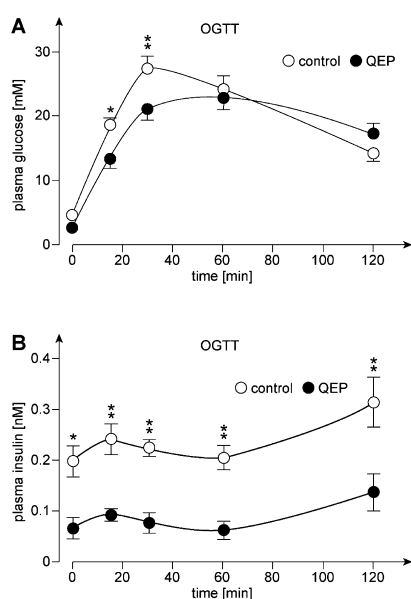 A
OGTT
* *
*
control QEP
30
20
10
0
plasma glucose [mM]
0 20 40 60 80 100 120
time [min]
B
OGTT
control QEP
0.4
0.3
0.2
0.1
0
plasma insulin [nM]
* ** ** ** **
0 20 40 60 80 100 120
time [min]